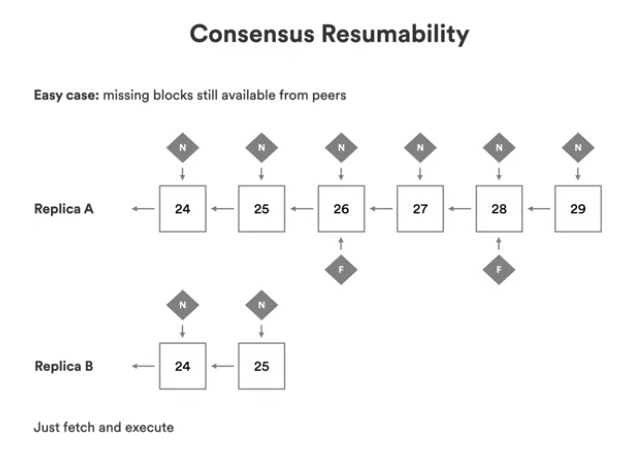 Consensus Resumability
Easy case: missing blocks still available from peers
N N N N N N
Replica A 24 25 26 27 28 29
F F
N N
Replica B 24 25
Just fetch and execute